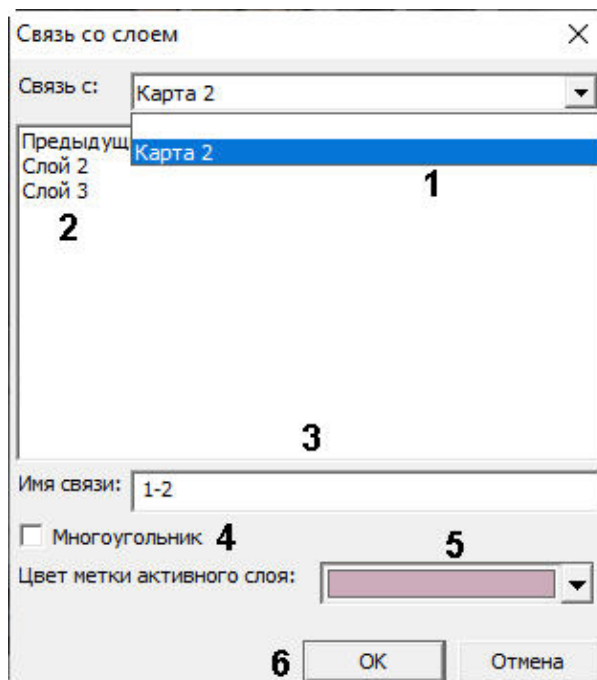 Связь со слоем
Связь с: Карта 2
Карта 2
1
Предыдущ
Слой 2
Слой 3
2
3
Имя связи: 1-2
Многоугольник 4
5
Цвет метки активного слоя:
6 OK Отмена